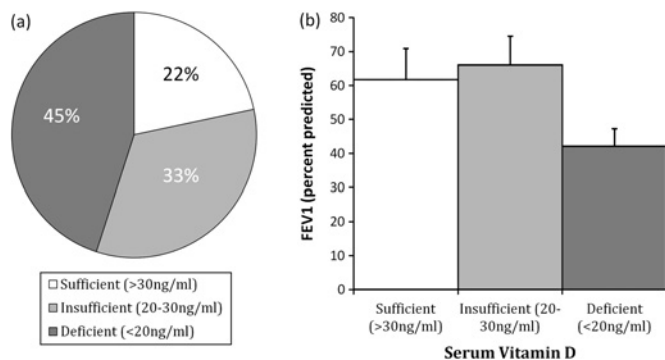 (a)
22%
45%
33%
Sufficient (>30ng/ml)
Insufficient (20-30ng/ml)
Deficient (<20ng/ml)
(b)
FEV1 (percent predicted)
80
70
60
50
40
30
20
10
0
Sufficient
(>30ng/ml)
Insufficient (20-
30ng/ml)
Deficient
(<20ng/ml)
Serum Vitamin D